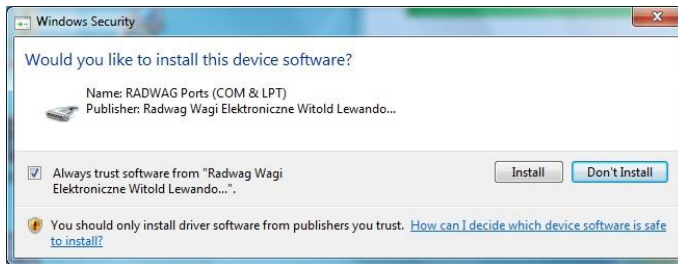 Windows Security
Would you like to install this device software?
Name: RADWAG Ports (COM & LPT)
Publisher: Radwag Wagi Elektroniczne Witold Lewando...
Always trust software from "Radwag Wagi
Elektroniczne Witold Lewando...".
Install
Don't Install
You should only install driver software from publishers you trust. How can I decide which device software is safe
to install?